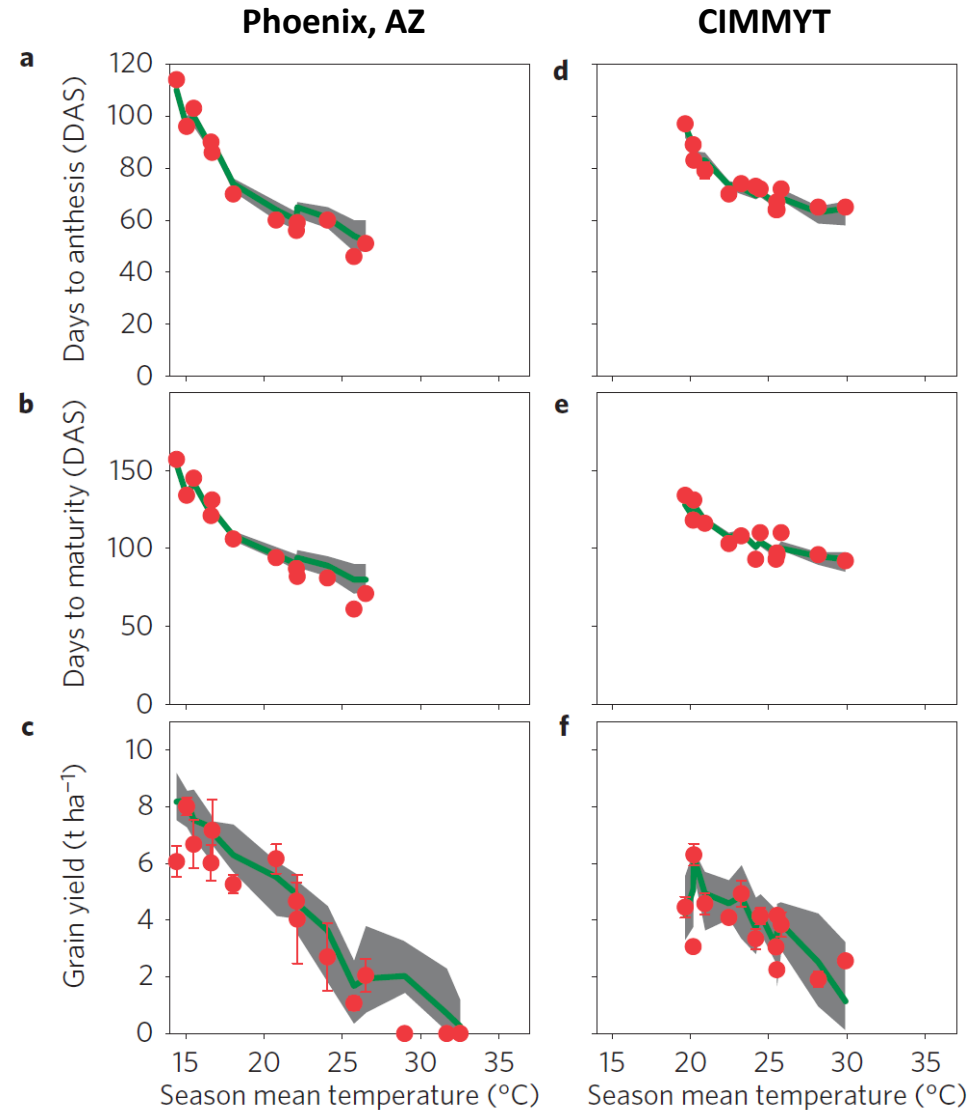 Phoenix, AZ
CIMMYT
a
120
100
80
60
40
20
0
Days to anthesis (DAS)
d
b
150
100
50
0
Days to maturity (DAS)
e
c
10
8
6
4
2
0
Grain yield (t ha⁻¹)
f
15 20 25 30 35
Season mean temperature (°C)
15 20 25 30 35
Season mean temperature (°C)